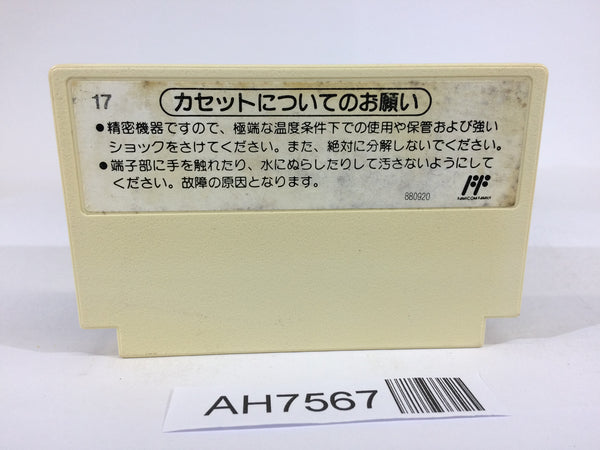 17
カセットについてのお願い
●精密機器ですので、極端な温度条件下での使用や保管および強い
ショックをさけてください。また、絶対に分解しないでください。
●端子部に手を触れたり、水にぬらしたりして汚さないようにして
ください。故障の原因となります。
880920
FAMICOM FAMILY
AH7567